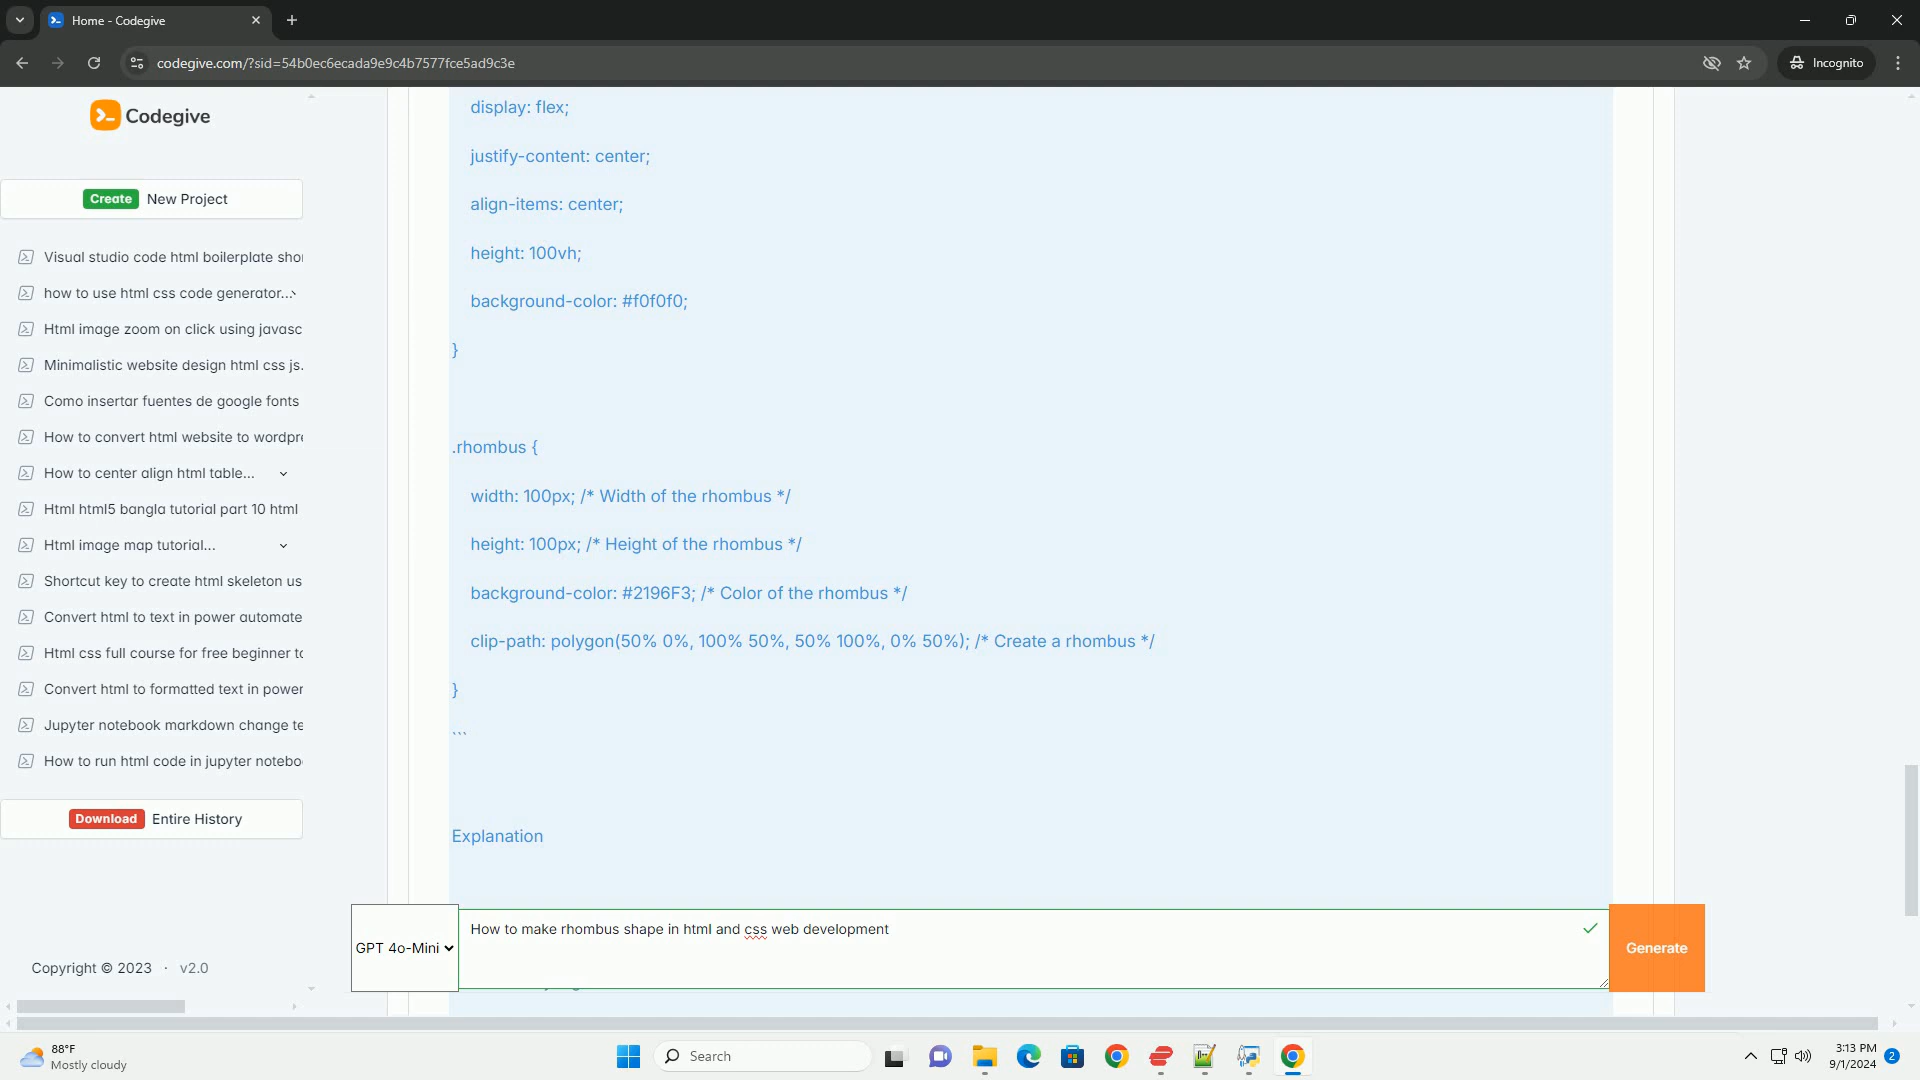 Home - Codegive
codegive.com/?sid=54b0ec6ecada9e9c4b7577fce5ad9c3e
Incognito
Codegive
Create New Project
Visual studio code html boilerplate sho
how to use html css code generator...
Html image zoom on click using javasc
Minimalistic website design html css js.
Como insertar fuentes de google fonts
How to convert html website to wordpre
How to center align html table...
Html html5 bangla tutorial part 10 html
Html image map tutorial...
Shortcut key to create html skeleton us
Convert html to text in power automate
Html css full course for free beginner to
Convert html to formatted text in power
Jupyter notebook markdown change te
How to run html code in jupyter notebo
Download Entire History
Copyright © 2023 · v2.0
display: flex;
justify-content: center;
align-items: center;
height: 100vh;
background-color: #f0f0f0;
}
.rhombus {
width: 100px; /* Width of the rhombus */
height: 100px; /* Height of the rhombus */
background-color: #2196F3; /* Color of the rhombus */
clip-path: polygon(50% 0%, 100% 50%, 50% 100%, 0% 50%); /* Create a rhombus */
}
```
Explanation
GPT 4o-Mini
How to make rhombus shape in html and css web development
Generate
88°F
Mostly cloudy
Search
3:13 PM
9/1/2024
2